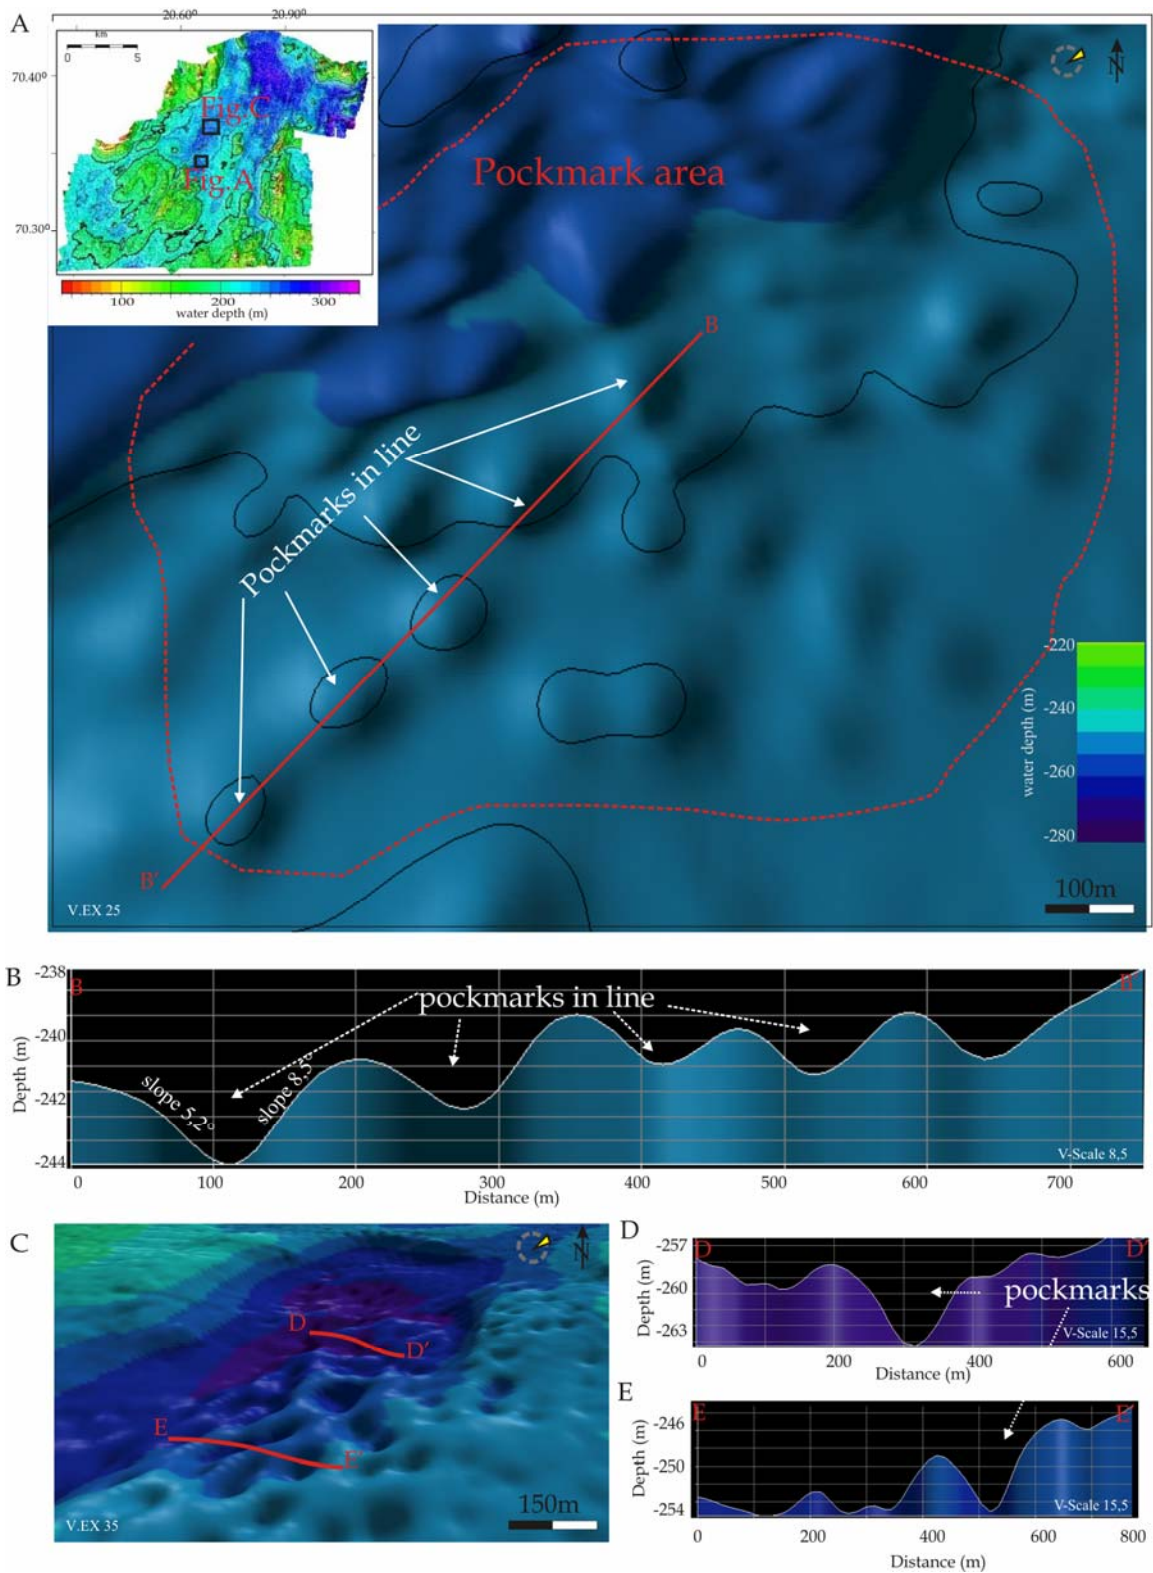 A
20.60º 20.90º
km
0 5
70.40º
Fig.C
Fig.A
70.30º
100 200 300
water depth (m)
N
Pockmark area
B
Pockmarks in line
B'
V.EX 25
-220
-240
-260
-280
water depth (m)
100m
B
-238
-240
-242
-244
Depth (m)
B
pockmarks in line
B'
slope 5,2°
slope 8,5°
V-Scale 8,5
0 100 200 300 400 500 600 700
Distance (m)
C
N
D
D'
E
E'
150m
V.EX 35
D
-257
-260
-263
Depth (m)
D
D'
pockmarks
V-Scale 15,5
0 200 400 600
Distance (m)
E
-246
-250
-254
Depth (m)
E
E'
V-Scale 15,5
0 200 400 600 800
Distance (m)